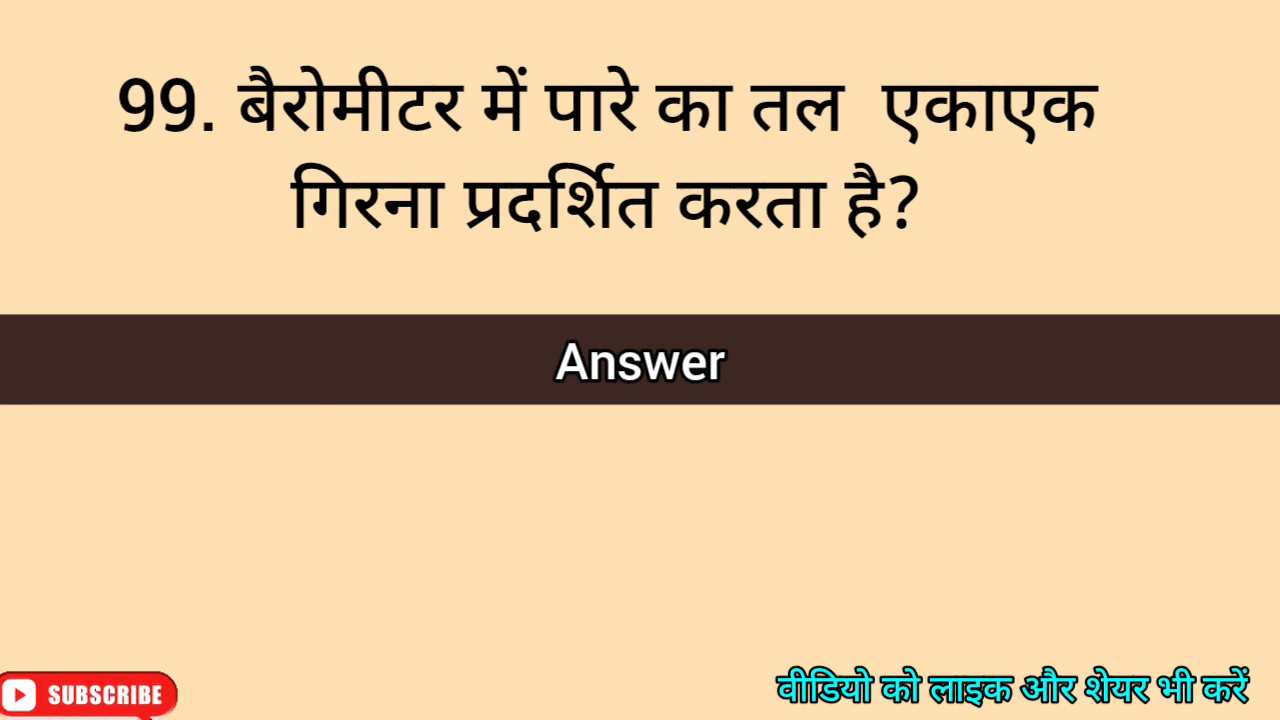 99. बैरोमीटर में पारे का तल एकाएक
गिरना प्रदर्शित करता है?
Answer
SUBSCRIBE
वीडियो को लाइक और शेयर भी करें